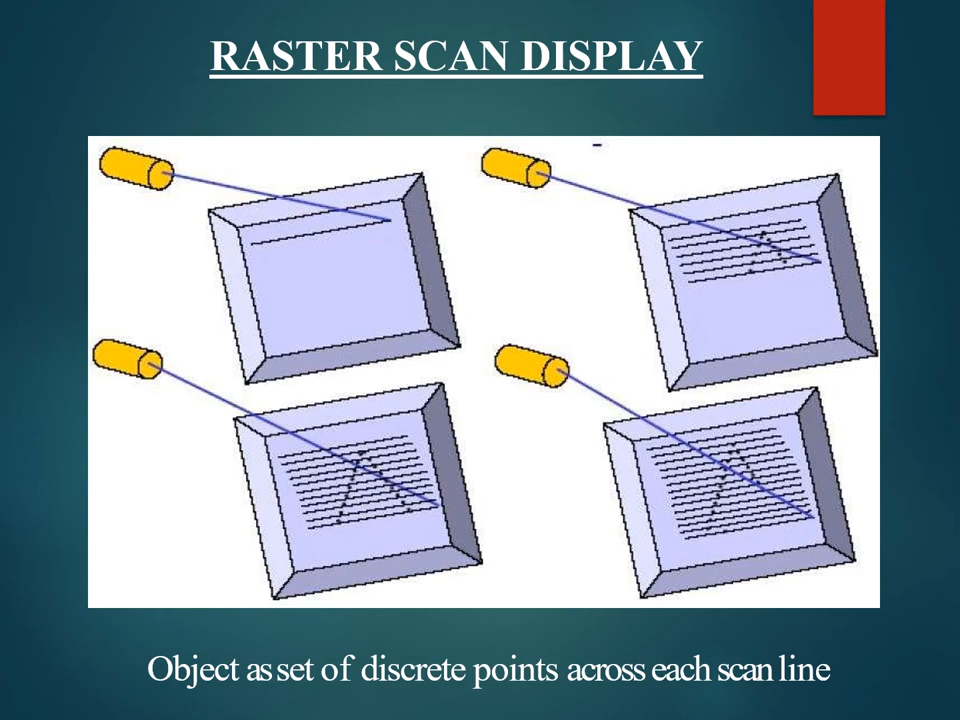 RASTER SCAN DISPLAY
Object as set of discrete points across each scan line